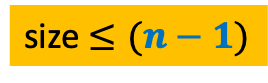 size ≤ (n − 1)